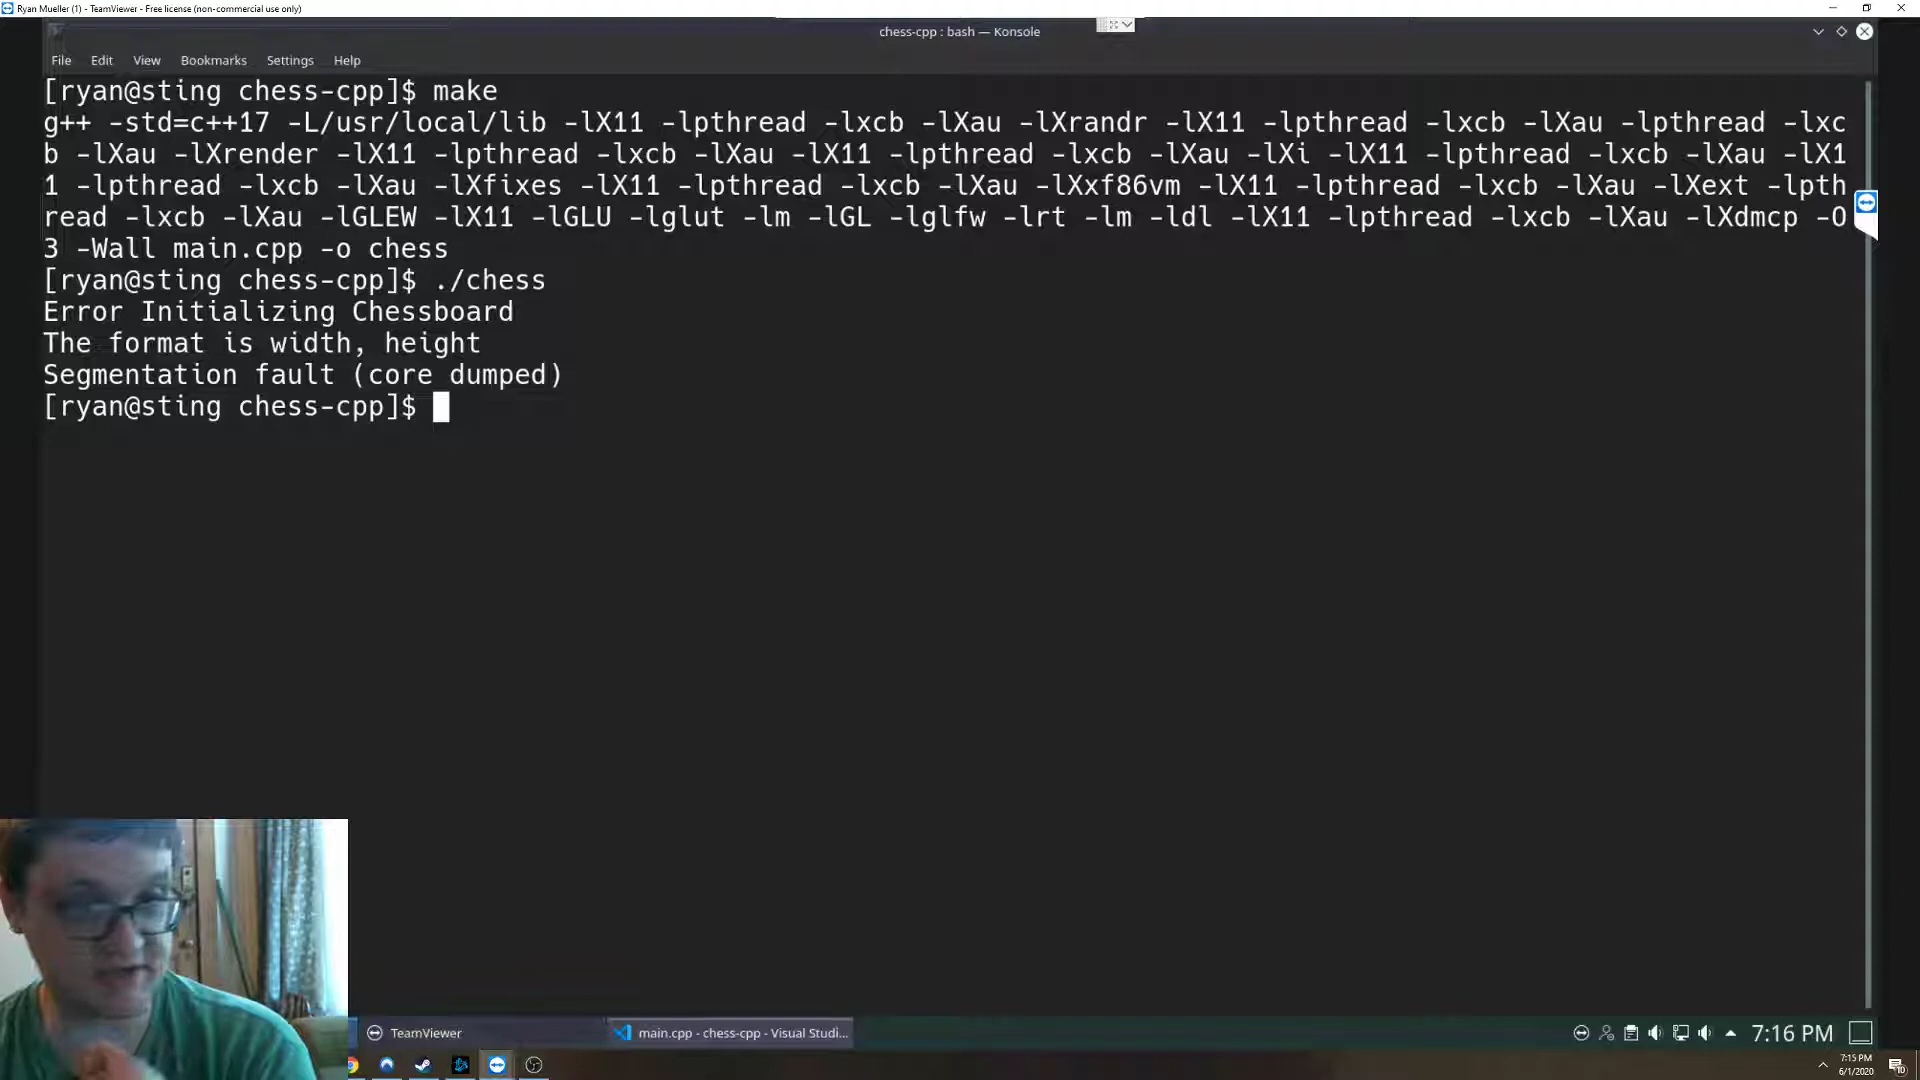 Ryan Mueller (1) - TeamViewer - Free license (non-commercial use only)
chess-cpp : bash — Konsole
File Edit View Bookmarks Settings Help
[ryan@sting chess-cpp]$ make
g++ -std=c++17 -L/usr/local/lib -lX11 -lpthread -lxcb -lXau -lXrandr -lX11 -lpthread -lxcb -lXau -lpthread -lxc
b -lXau -lXrender -lX11 -lpthread -lxcb -lXau -lX11 -lpthread -lxcb -lXau -lXi -lX11 -lpthread -lxcb -lXau -lX1
1 -lpthread -lxcb -lXau -lXfixes -lX11 -lpthread -lxcb -lXau -lXxf86vm -lX11 -lpthread -lxcb -lXau -lXext -lpth
read -lxcb -lXau -lGLEW -lX11 -lGLU -lglut -lm -lGL -lglfw -lrt -lm -ldl -lX11 -lpthread -lxcb -lXau -lXdmcp -O
3 -Wall main.cpp -o chess
[ryan@sting chess-cpp]$ ./chess
Error Initializing Chessboard
The format is width, height
Segmentation fault (core dumped)
[ryan@sting chess-cpp]$
TeamViewer
main.cpp - chess-cpp - Visual Studi...
7:16 PM
7:15 PM
6/1/2020